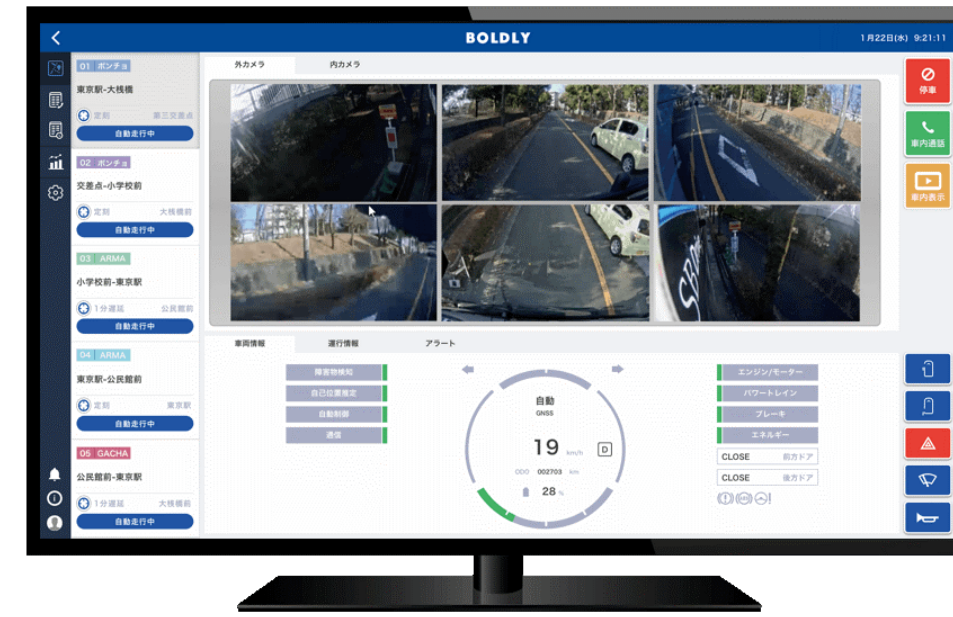 BOLDLY
1月22日(水) 9:21:11
01 ポンチョ
東京駅-大桟橋
定刻 第三交差点
自動走行中
02 ポンチョ
交差点-小学校前
定刻 大桟橋前
自動走行中
03 ARMA
小学校前-東京駅
1分遅延 公民館前
自動走行中
04 ARMA
東京駅-公民館前
定刻 東京駅
自動走行中
05 GACHA
公民館前-東京駅
1分遅延 大桟橋前
自動走行中
外カメラ 内カメラ
車両情報 運行情報 アラート
障害物検知
自己位置推定
自動制御
通信
自動
GNSS
19 km/h D
ODO 002703 km
28 %
エンジン/モーター
パワートレイン
ブレーキ
エネルギー
CLOSE 前方ドア
CLOSE 後方ドア
ABS
停車
車内通話
車内表示